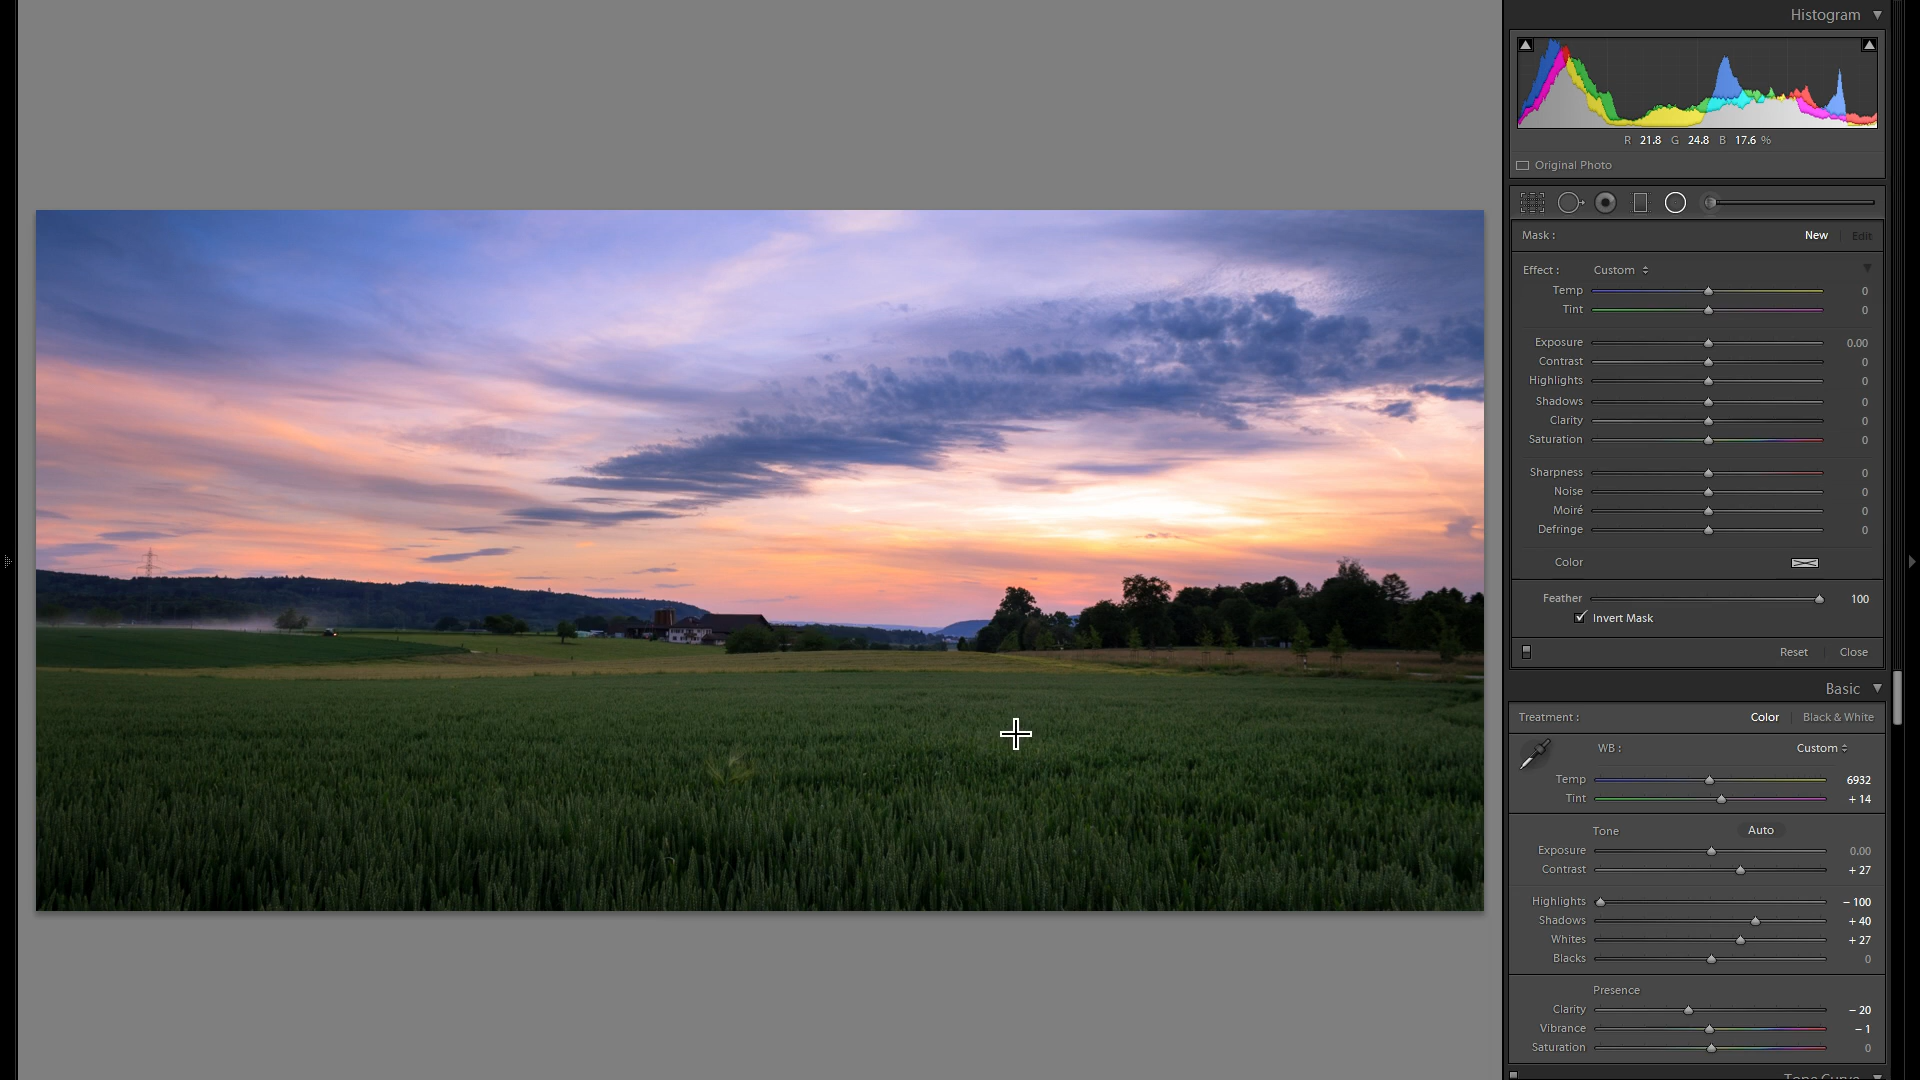 Histogram
R 21.8 G 24.8 B 17.6 %
Original Photo
Mask : New Edit
Effect : Custom
Temp 0
Tint 0
Exposure 0.00
Contrast 0
Highlights 0
Shadows 0
Clarity 0
Saturation 0
Sharpness 0
Noise 0
Moiré 0
Defringe 0
Color
Feather 100
Invert Mask
Reset Close
Basic
Treatment : Color Black & White
WB : Custom
Temp 6932
Tint + 14
Tone Auto
Exposure 0.00
Contrast + 27
Highlights – 100
Shadows + 40
Whites + 27
Blacks 0
Presence
Clarity – 20
Vibrance – 1
Saturation 0
Tone Curve